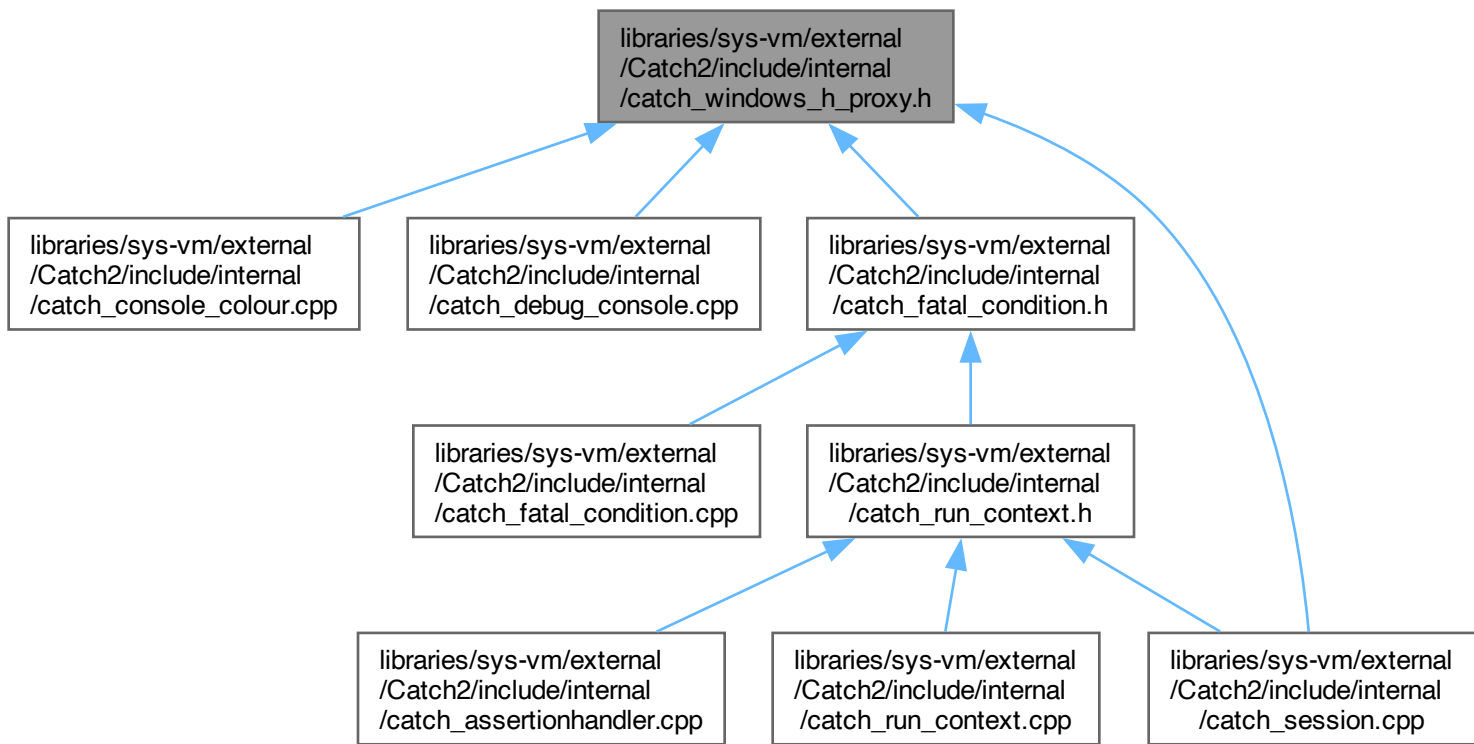 libraries/sys-vm/external
/Catch2/include/internal
/catch_windows_h_proxy.h
libraries/sys-vm/external
/Catch2/include/internal
/catch_console_colour.cpp
libraries/sys-vm/external
/Catch2/include/internal
/catch_debug_console.cpp
libraries/sys-vm/external
/Catch2/include/internal
/catch_fatal_condition.h
libraries/sys-vm/external
/Catch2/include/internal
/catch_fatal_condition.cpp
libraries/sys-vm/external
/Catch2/include/internal
/catch_run_context.h
libraries/sys-vm/external
/Catch2/include/internal
/catch_assertionhandler.cpp
libraries/sys-vm/external
/Catch2/include/internal
/catch_run_context.cpp
libraries/sys-vm/external
/Catch2/include/internal
/catch_session.cpp